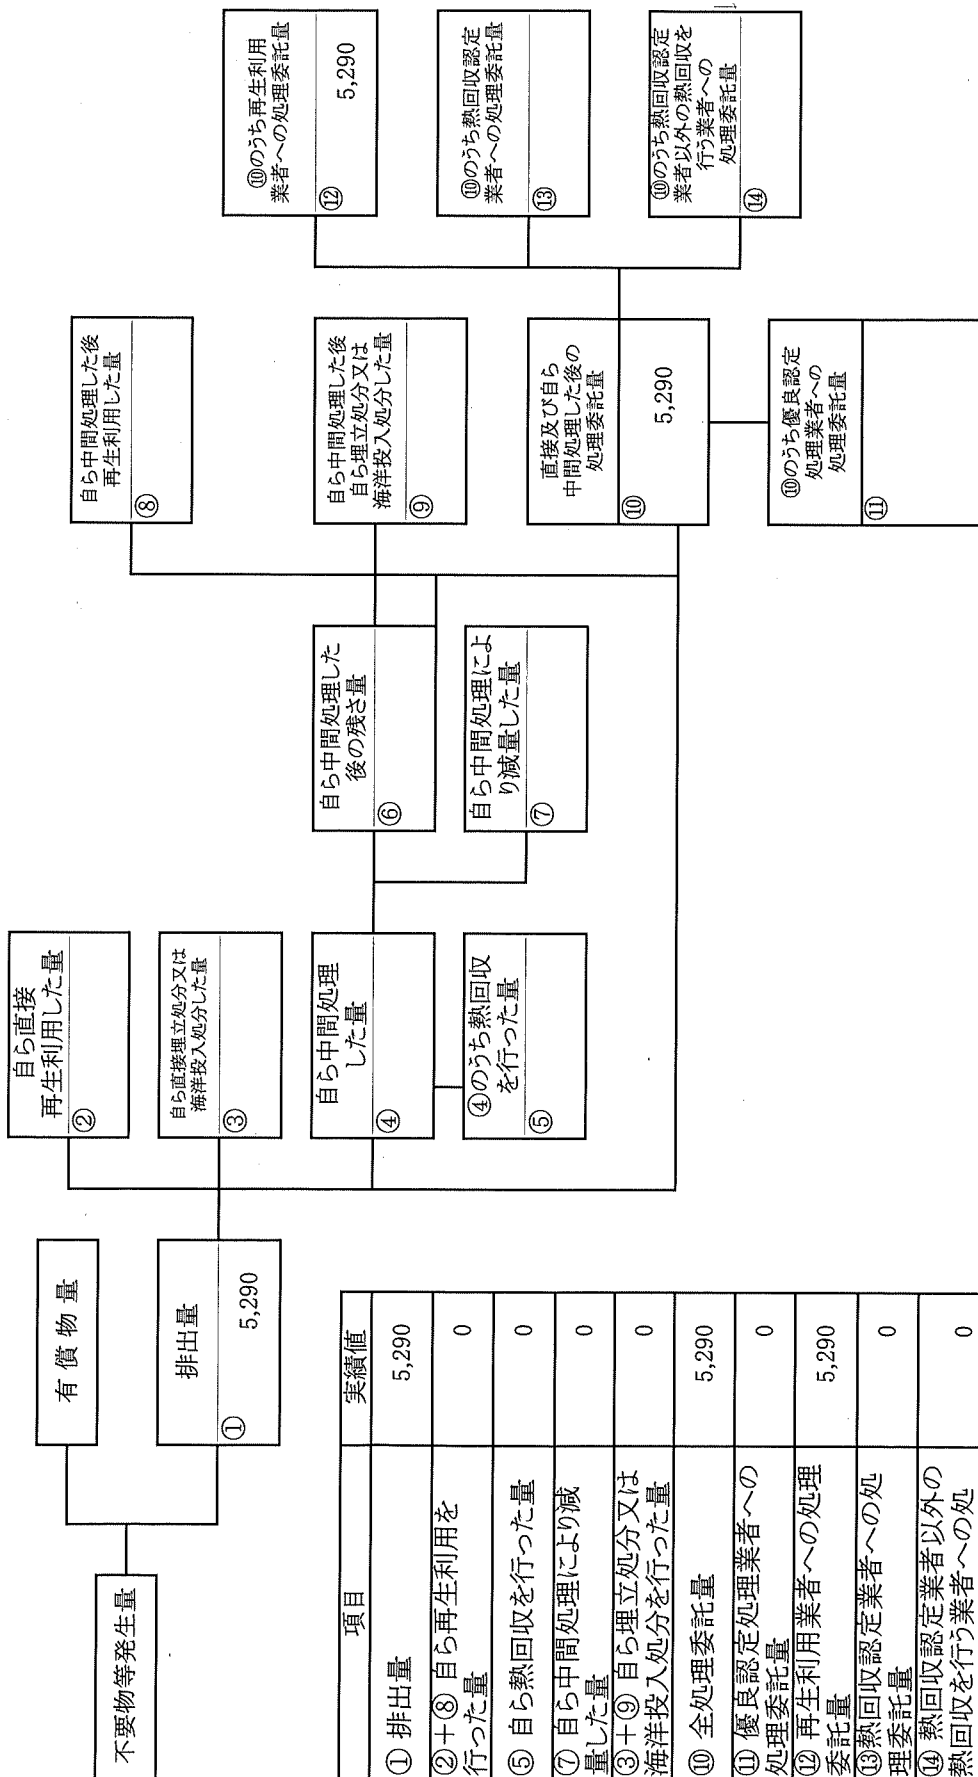 不要物等発生量
有償物量
排出量
① 5,290
自ら直接
再生利用した量
②
自ら直接埋立処分又は
海洋投入処分した量
③
自ら中間処理
した量
④
④のうち熱回収
を行った量
⑤
自ら中間処理した
後の残さ量
⑥
自ら中間処理によ
り減量した量
⑦
自ら中間処理した後
再生利用した量
⑧
自ら中間処理した後
自ら埋立処分又は
海洋投入処分した量
⑨
直接及び自ら
中間処理した後の
処理委託量
⑩
5,290
⑩のうち優良認定
処理業者への
処理委託量
⑪
⑩のうち再生利用
業者への処理委託量
⑫
5,290
⑩のうち熱回収認定
業者への処理委託量
⑬
⑩のうち熱回収認定
業者以外の熱回収を
行う業者への
処理委託量
⑭
項目 実績値
① 排出量 5,290
②+⑧ 自ら再生利用を
行った量 0
⑤ 自ら熱回収を行った量 0
⑦ 自ら中間処理により減
量した量 0
③+⑨ 自ら埋立処分又は
海洋投入処分を行った量 0
⑩ 全処理委託量 5,290
⑪ 優良認定処理業者への
処理委託量 0
⑫ 再生利用業者への処理
委託量 5,290
⑬熱回収認定業者への処
理委託量 0
⑭ 熱回収認定業者以外の
熱回収を行う業者への処 0